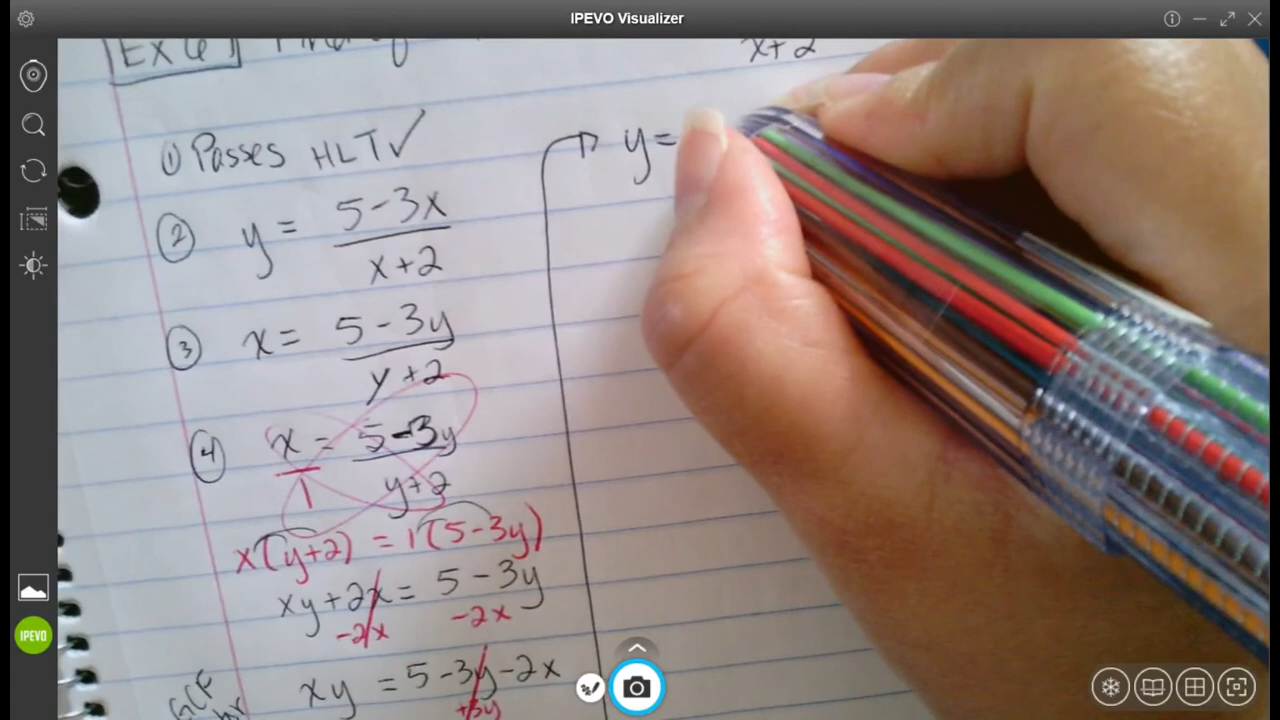 IPEVO Visualizer
EX 6
x+2
① Passes HLT ✓
② y = 5-3x
x+2
③ x = 5-3y
y+2
④ x = 5-3y
1 y+2
x(y+2) = 1(5-3y)
xy+2x = 5-3y
-2x -2x
xy = 5-3y-2x
+3y
GCF
y=
IPEVO